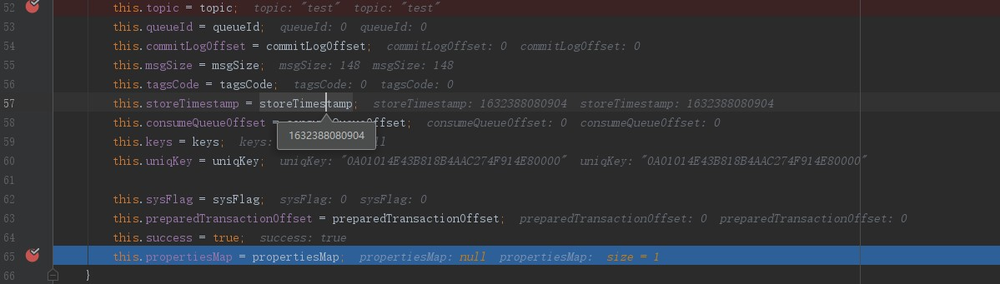 52 this.topic = topic; topic: "test" topic: "test"
53 this.queueId = queueId; queueId: 0 queueId: 0
54 this.commitLogOffset = commitLogOffset; commitLogOffset: 0 commitLogOffset: 0
55 this.msgSize = msgSize; msgSize: 148 msgSize: 148
56 this.tagsCode = tagsCode; tagsCode: 0 tagsCode: 0
57 this.storeTimestamp = storeTimestamp; storeTimestamp: 1632388080904 storeTimestamp: 1632388080904
58 this.consumeQueueOffset = consumeQueueOffset; consumeQueueOffset: 0 consumeQueueOffset: 0
1632388080904
59 this.keys = keys; keys:
60 this.uniqKey = uniqKey; uniqKey: "0A01014E43B818B4AAC274F914E80000" uniqKey: "0A01014E43B818B4AAC274F914E80000"
61
62 this.sysFlag = sysFlag; sysFlag: 0 sysFlag: 0
63 this.preparedTransactionOffset = preparedTransactionOffset; preparedTransactionOffset: 0 preparedTransactionOffset: 0
64 this.success = true; success: true
65 this.propertiesMap = propertiesMap; propertiesMap: null propertiesMap: size = 1
66 }